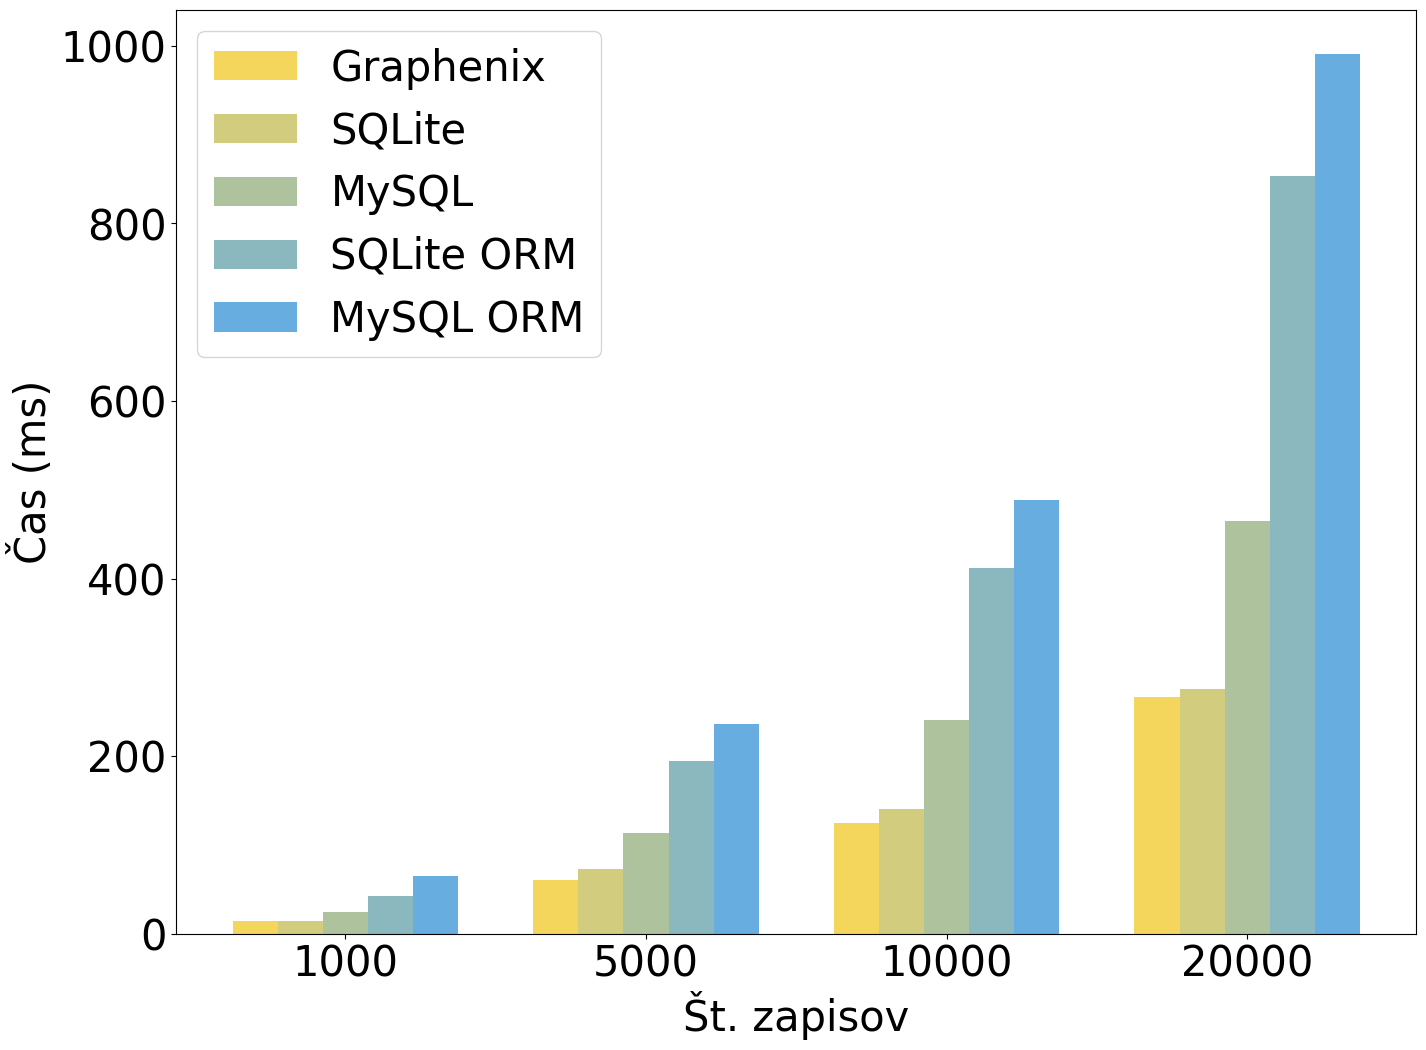 Graphenix
SQLite
MySQL
SQLite ORM
MySQL ORM
1000
800
600
400
200
0
Čas (ms)
1000 5000 10000 20000
Št. zapisov